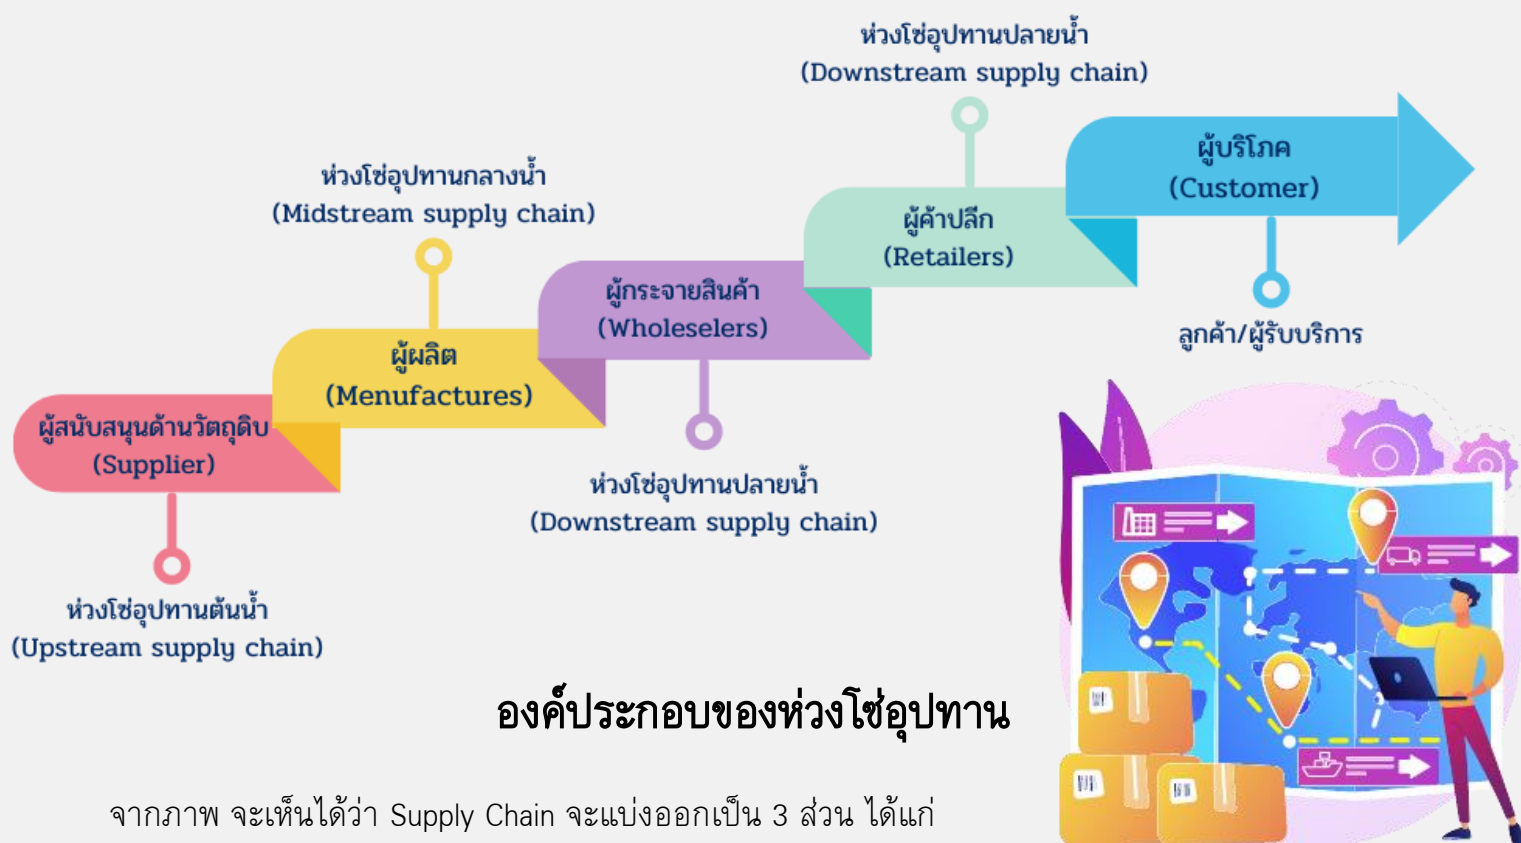 ห่วงโซ่อุปทานปลายน้ำ
(Downstream supply chain)
ผู้บริโภค
(Customer)
ห่วงโซ่อุปทานกลางน้ำ
(Midstream supply chain)
ผู้ค้าปลีก
(Retailers)
ผู้กระจายสินค้า
(Wholeselers)
ลูกค้า/ผู้รับบริการ
ผู้ผลิต
(Menufactures)
ผู้สนับสนุนด้านวัตถุดิบ
(Supplier)
ห่วงโซ่อุปทานปลายน้ำ
(Downstream supply chain)
ห่วงโซ่อุปทานต้นน้ำ
(Upstream supply chain)
องค์ประกอบของห่วงโซ่อุปทาน
จากภาพ จะเห็นได้ว่า Supply Chain จะแบ่งออกเป็น 3 ส่วน ได้แก่